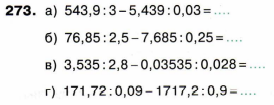 273. а) 543,9 : 3 – 5,439 : 0,03 = ....
б) 76,85 : 2,5 – 7,685 : 0,25 = ....
в) 3,535 : 2,8 – 0,03535 : 0,028 = ....
г) 171,72 : 0,09 – 1717,2 : 0,9 = ....